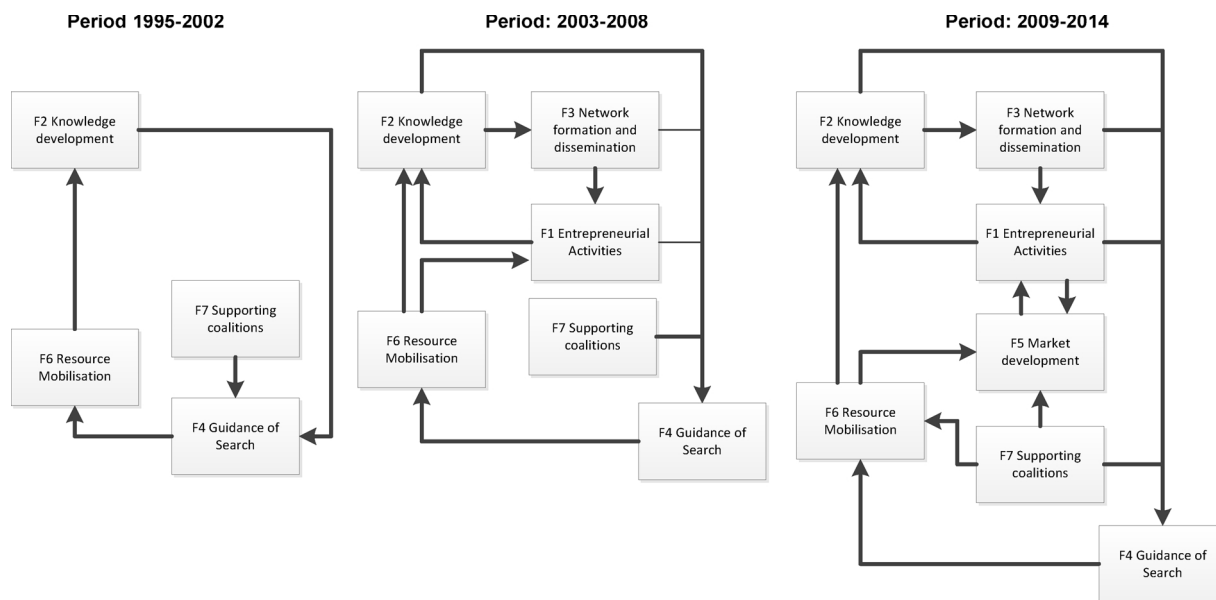 Period 1995-2002
F2 Knowledge
development
F7 Supporting
coalitions
F6 Resource
Mobilisation
F4 Guidance of
Search
Period: 2003-2008
F2 Knowledge
development
F3 Network
formation and
dissemination
F1 Entrepreneurial
Activities
F7 Supporting
coalitions
F6 Resource
Mobilisation
F4 Guidance of
Search
Period: 2009-2014
F2 Knowledge
development
F3 Network
formation and
dissemination
F1 Entrepreneurial
Activities
F5 Market
development
F6 Resource
Mobilisation
F7 Supporting
coalitions
F4 Guidance of
Search